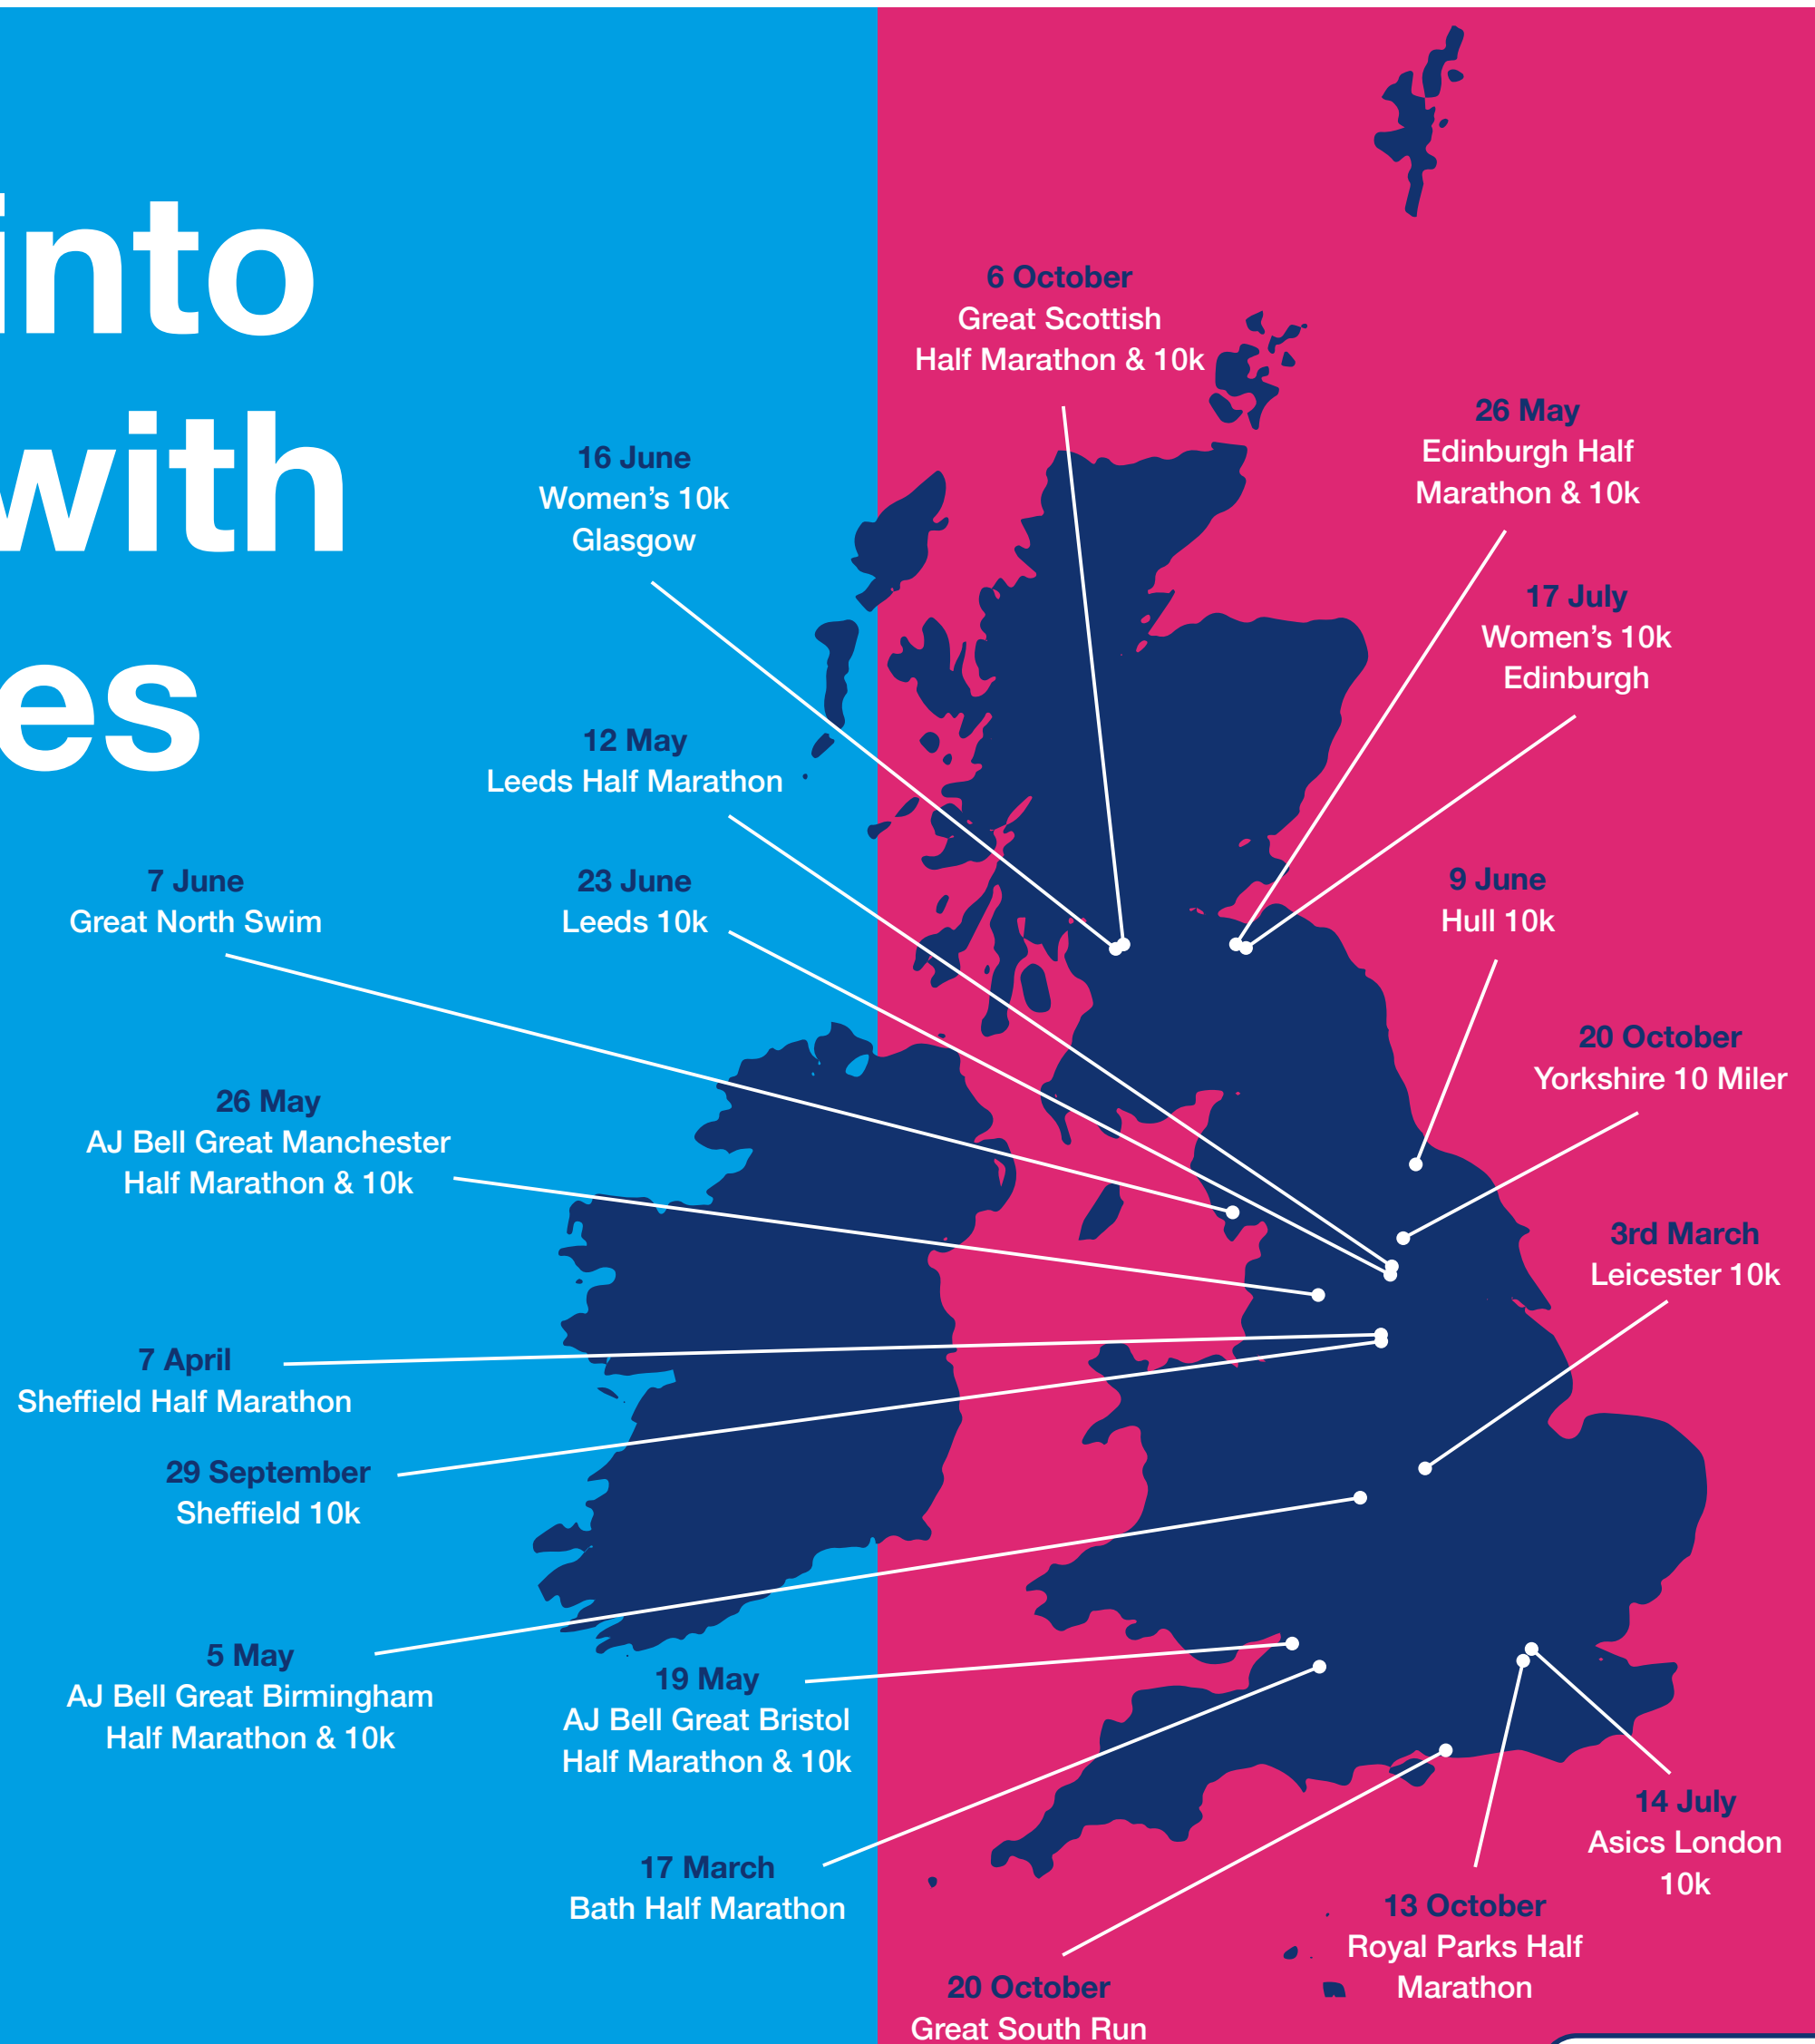 into
with
es
6 October
Great Scottish
Half Marathon & 10k
26 May
Edinburgh Half
Marathon & 10k
16 June
Women's 10k
Glasgow
17 July
Women's 10k
Edinburgh
12 May
Leeds Half Marathon
7 June
Great North Swim
23 June
Leeds 10k
9 June
Hull 10k
20 October
Yorkshire 10 Miler
26 May
AJ Bell Great Manchester
Half Marathon & 10k
3rd March
Leicester 10k
7 April
Sheffield Half Marathon
29 September
Sheffield 10k
5 May
AJ Bell Great Birmingham
Half Marathon & 10k
19 May
AJ Bell Great Bristol
Half Marathon & 10k
14 July
Asics London
10k
17 March
Bath Half Marathon
13 October
Royal Parks Half
Marathon
20 October
Great South Run